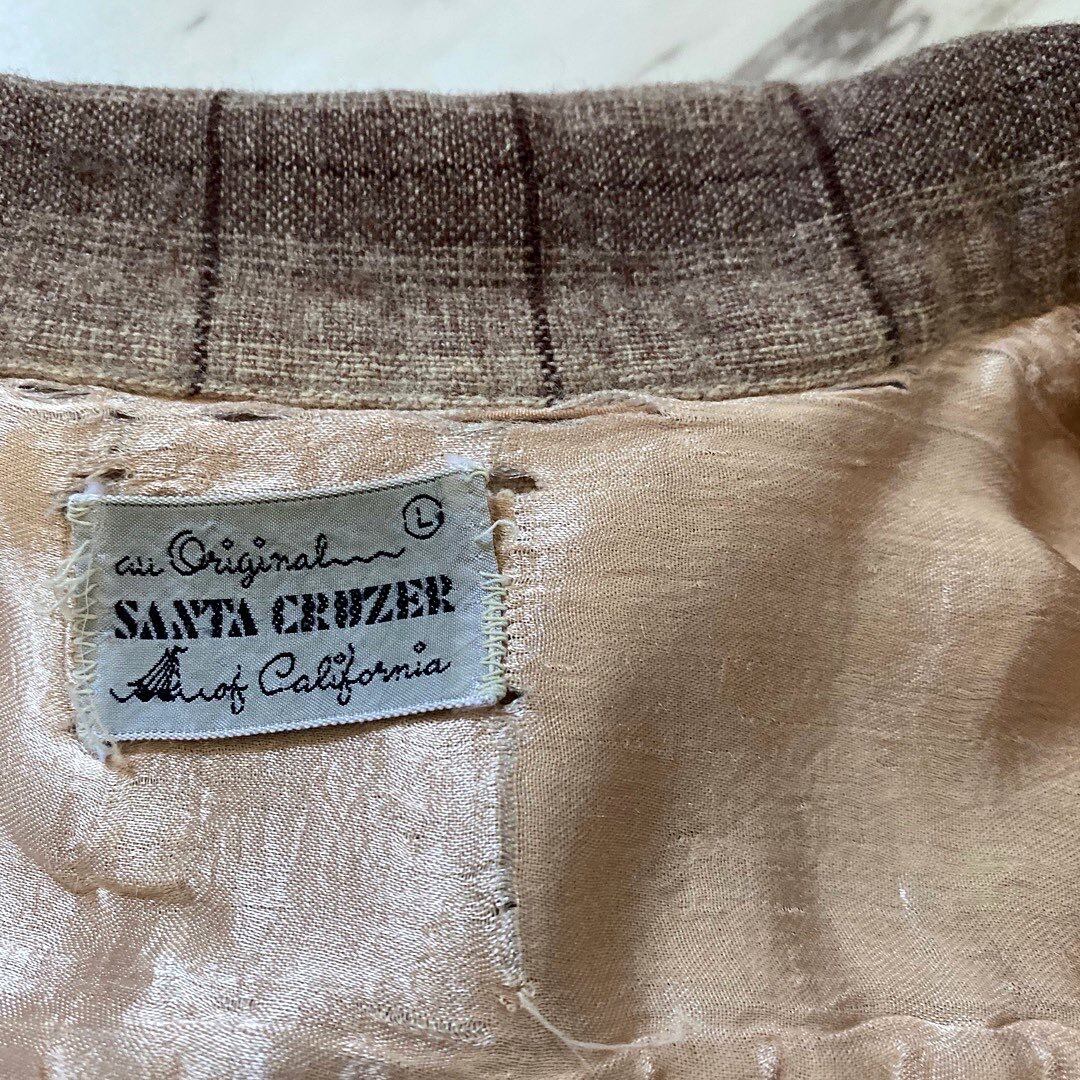 L
an Original
SANTA CRUZER
of California